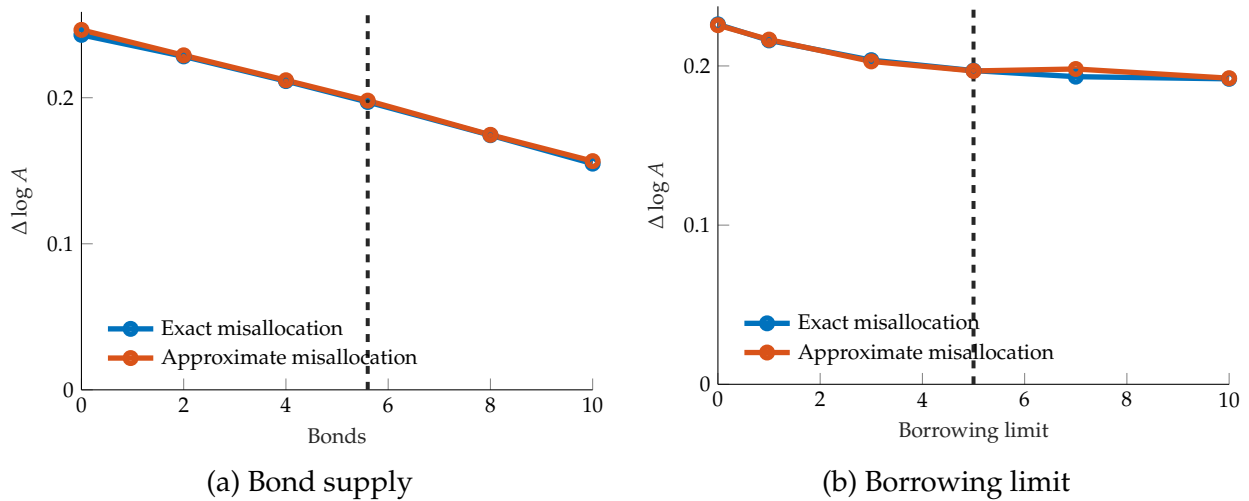 0.2
0.1
0
Δ log A
Exact misallocation
Approximate misallocation
0 2 4 6 8 10
Bonds
(a) Bond supply
0.2
0.1
0
Δ log A
Exact misallocation
Approximate misallocation
0 2 4 6 8 10
Borrowing limit
(b) Borrowing limit